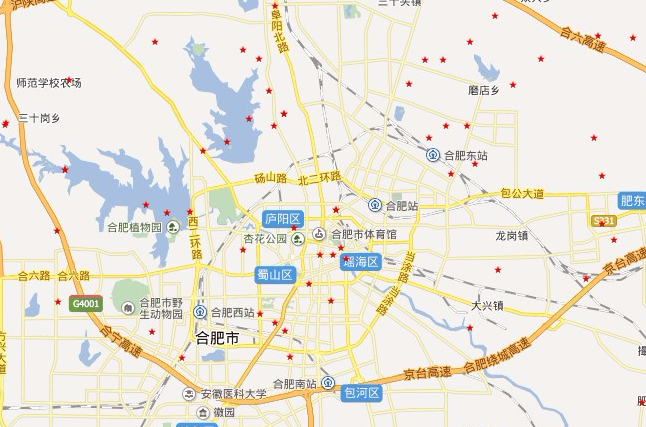 沪陕高速
阜阳北路
三十头镇
合六高速
师范学校农场
磨店乡
三十岗乡
合肥东站
砀山路
北二环路
包公大道
合肥站
肥东
庐阳区
西二环路
合肥植物园
杏花公园
合肥市体育馆
S331
龙岗镇
合六路
合六路
蜀山区
瑶海区
当涂路
当涂路
京台高速
G4001
合肥市野
生动物园
合肥西站
大兴镇
合肥市
合宁高速
方兴大道
合肥绕城高速
京台高速
合肥南站
包河区
安徽医科大学
徽园